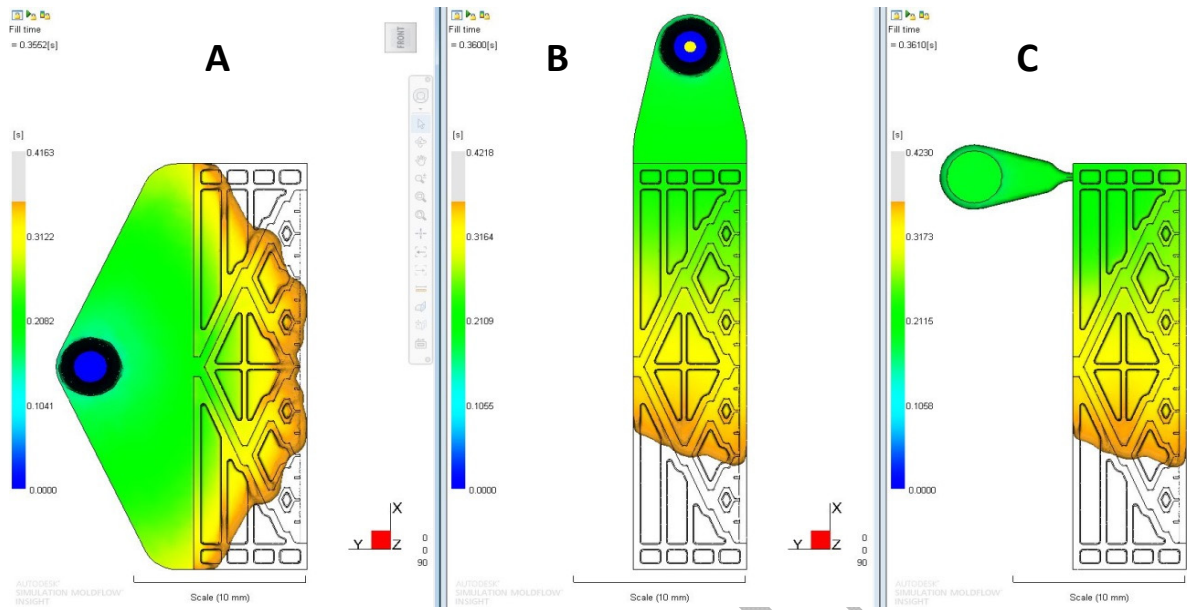 Fill time
= 0.3552[s]
A
FRONT
[s]
0.4163
0.3122
0.2082
0.1041
0.0000
X
Y
Z
0
0
90
Scale (10 mm)
AUTODESK®
SIMULATION MOLDFLOW®
INSIGHT
Fill time
= 0.3600[s]
B
[s]
0.4218
0.3164
0.2109
0.1055
0.0000
X
Y
Z
0
0
90
Scale (10 mm)
AUTODESK®
SIMULATION MOLDFLOW®
INSIGHT
Fill time
= 0.3610[s]
C
[s]
0.4230
0.3173
0.2115
0.1058
0.0000
Scale (10 mm)
AUTODESK®
SIMULATION MOLDFLOW®
INSIGHT